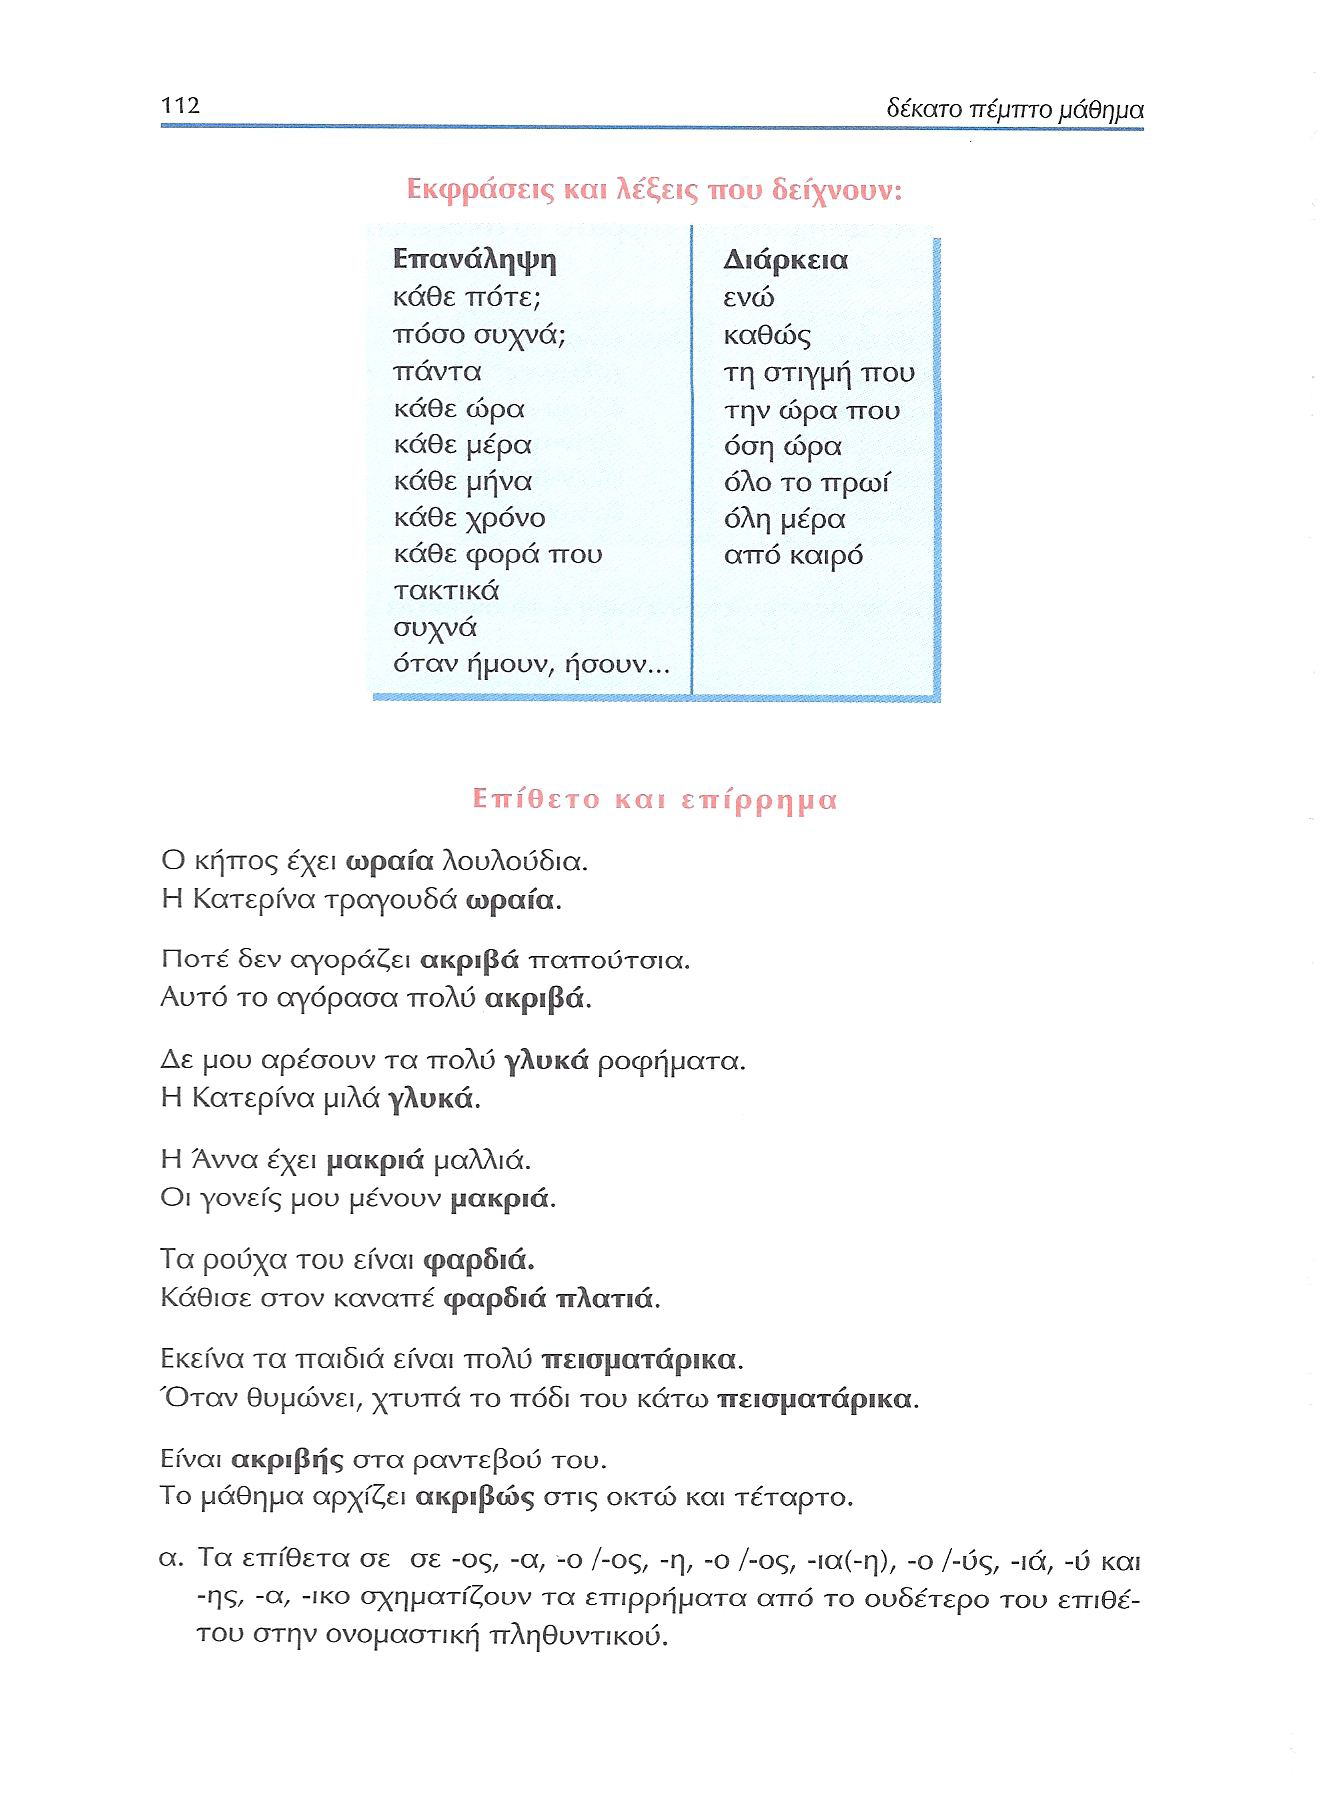 112 δέκατο πέμπτο μάθημα
Εκφράσεις και λέξεις που δείχνουν:
Επανάληψη
κάθε πότε;
πόσο συχνά;
πάντα
κάθε ώρα
κάθε μέρα
κάθε μήνα
κάθε χρόνο
κάθε φορά που
τακτικά
συχνά
όταν ήμουν, ήσουν...
Διάρκεια
ενώ
καθώς
τη στιγμή που
την ώρα που
όση ώρα
όλο το πρωί
όλη μέρα
από καιρό
Επίθετο και επίρρημα
Ο κήπος έχει ωραία λουλούδια.
Η Κατερίνα τραγουδά ωραία.
Ποτέ δεν αγοράζει ακριβά παπούτσια.
Αυτό το αγόρασα πολύ ακριβά.
Δε μου αρέσουν τα πολύ γλυκά ροφήματα.
Η Κατερίνα μιλά γλυκά.
Η Άννα έχει μακριά μαλλιά.
Οι γονείς μου μένουν μακριά.
Τα ρούχα του είναι φαρδιά.
Κάθισε στον καναπέ φαρδιά πλατιά.
Εκείνα τα παιδιά είναι πολύ πεισματάρικα.
Όταν θυμώνει, χτυπά το πόδι του κάτω πεισματάρικα.
Είναι ακριβής στα ραντεβού του.
Το μάθημα αρχίζει ακριβώς στις οκτώ και τέταρτο.
α. Τα επίθετα σε σε -ος, -α, -ο /-ος, -η, -ο /-ος, -ια(-η), -ο /-ύς, -ιά, -ύ και
-ης, -α, -ικο σχηματίζουν τα επιρρήματα από το ουδέτερο του επιθέ-
του στην ονομαστική πληθυντικού.